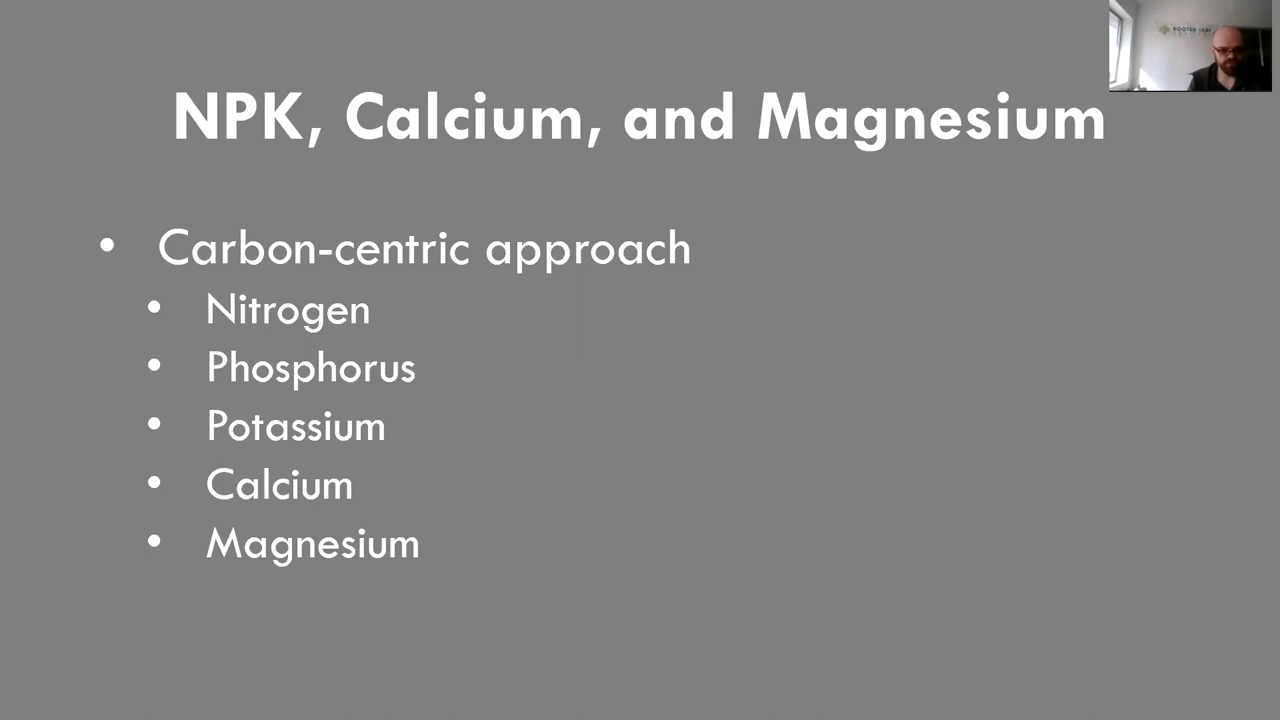 NPK, Calcium, and Magnesium
• Carbon-centric approach
• Nitrogen
• Phosphorus
• Potassium
• Calcium
• Magnesium